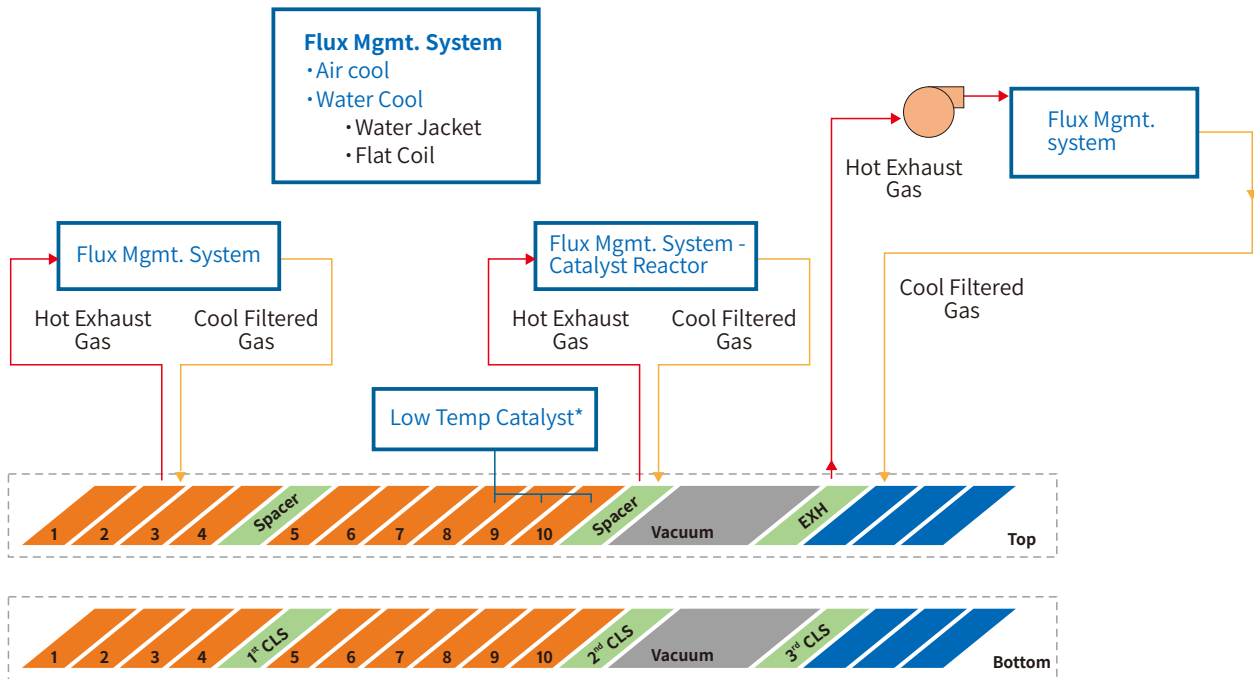 Flux Mgmt. System
·Air cool
·Water Cool
·Water Jacket
·Flat Coil
Flux Mgmt.
system
Hot Exhaust
Gas
Cool Filtered
Gas
Flux Mgmt. System
Hot Exhaust
Gas
Cool Filtered
Gas
Flux Mgmt. System -
Catalyst Reactor
Hot Exhaust
Gas
Cool Filtered
Gas
Low Temp Catalyst*
1 2 3 4 Spacer 5 6 7 8 9 10 Spacer Vacuum EXH Top
1 2 3 4 1st CLS 5 6 7 8 9 10 2nd CLS Vacuum 3rd CLS Bottom